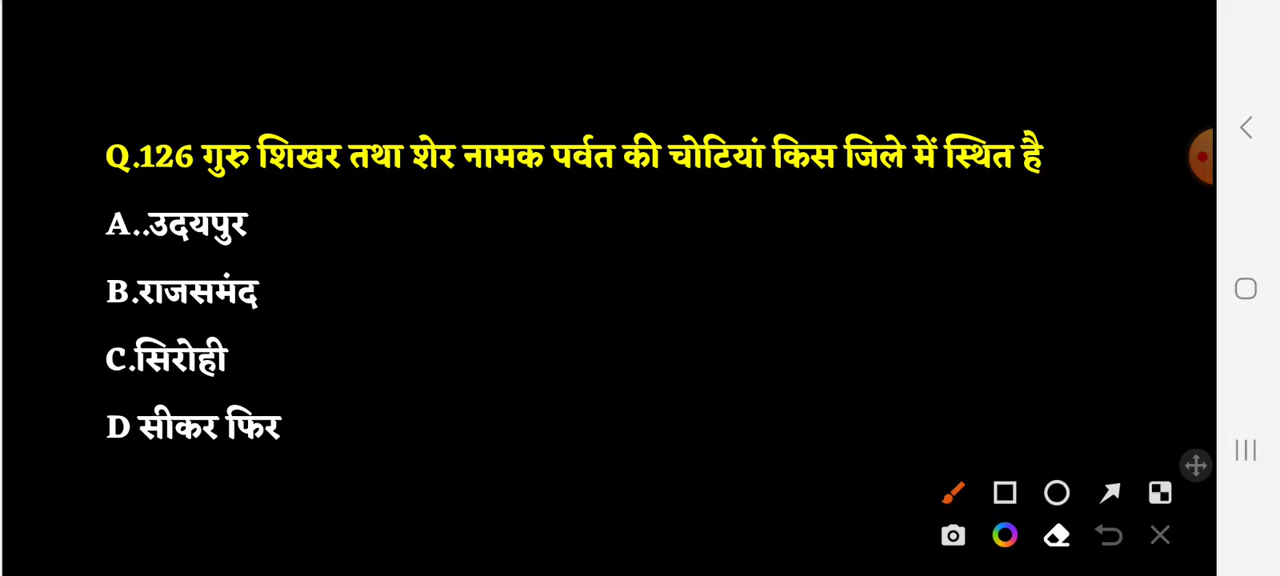 Q.126 गुरु शिखर तथा शेर नामक पर्वत की चोटियां किस जिले में स्थित है
A..उदयपुर
B.राजसमंद
C.सिरोही
D सीकर फिर